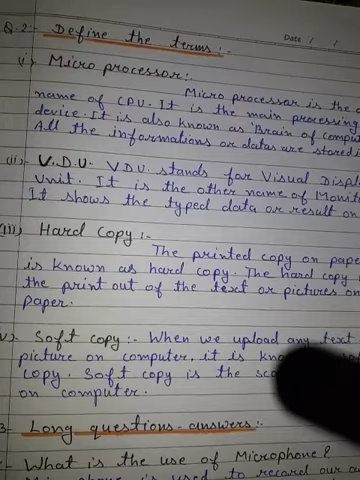 Q.2:- Define the terms:-
Date / /
(i) Micro processor:-
Micro processor is the
name of CPU. It is the main processing
device. It is also known as 'Brain of comput
All the informations or datas are stored i
(ii) V.D.U. VDU stands for Visual Displ
Unit. It is the other name of Monit
It shows the typed data or result on
(iii) Hard Copy :-
The printed copy on pape
is known as hard copy. The hard copy i
the print out of the text or pictures on
paper.
v). Soft copy:- When we upload any text
picture on computer, it is kno
copy. Soft copy is the
on computer.
3- Long questions-answers:-
What is the use of Microphone?
is used to record our